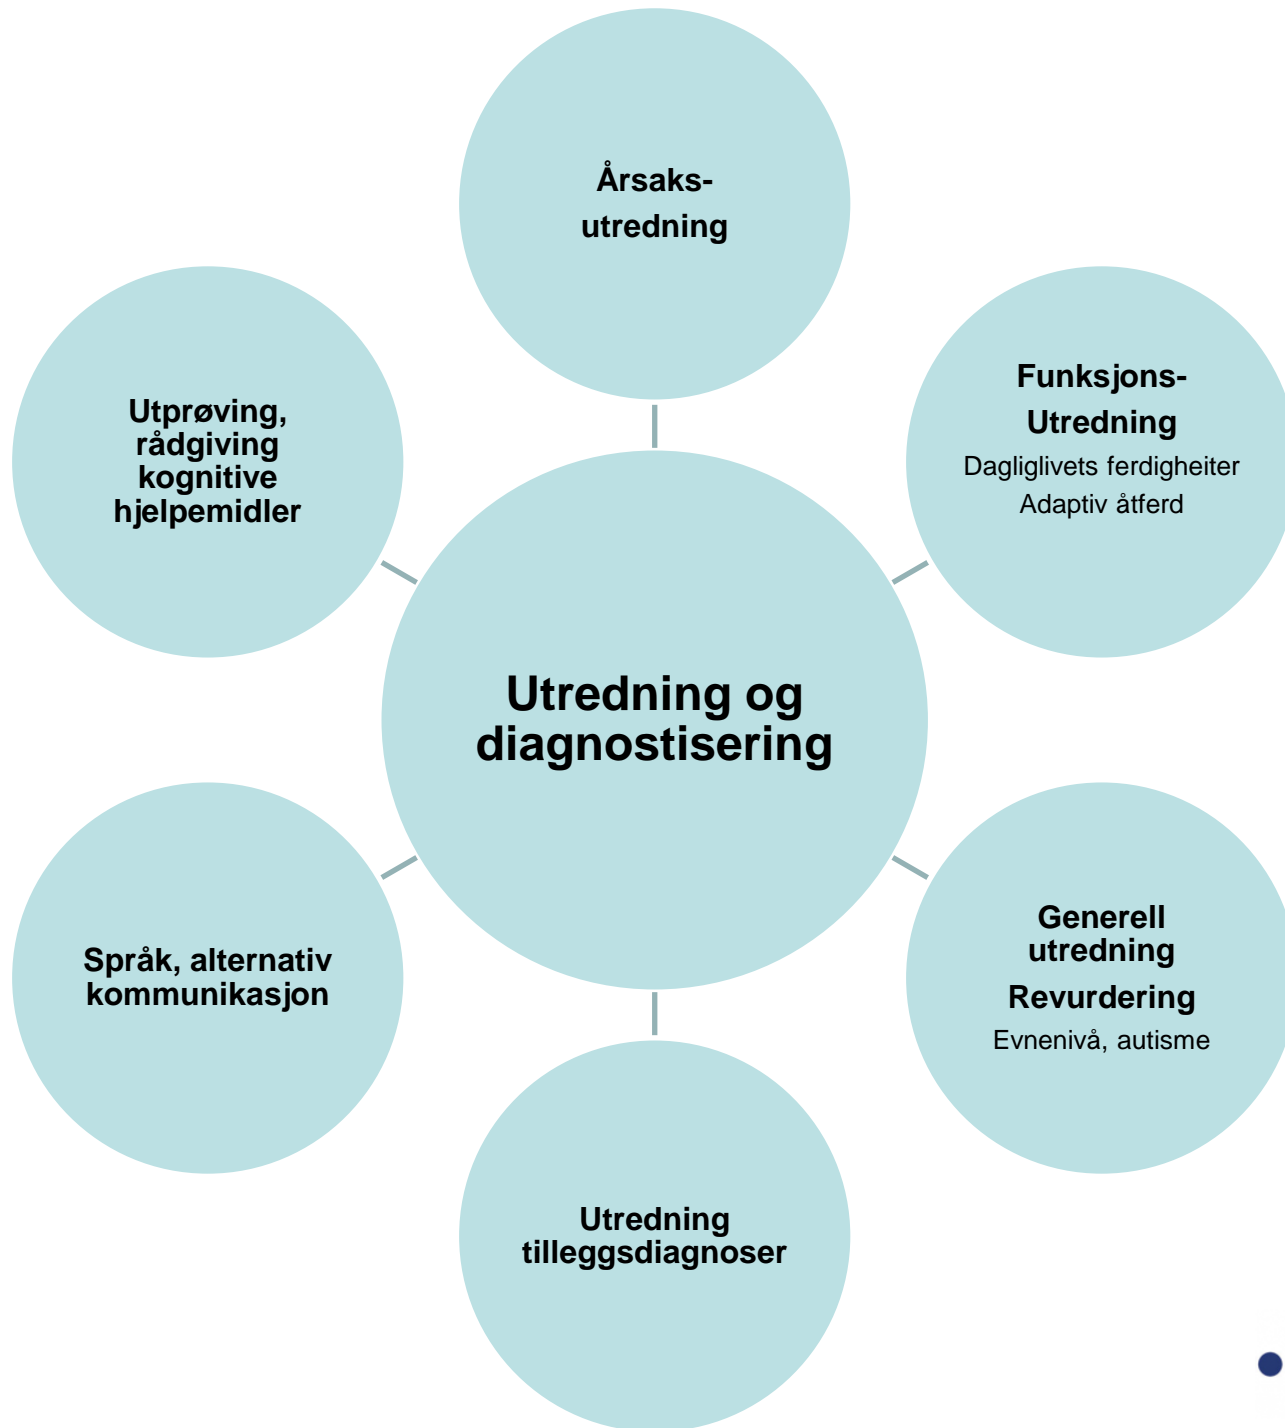 Årsaks-
utredning
Funksjons-
Utredning
Dagliglivets ferdigheiter
Adaptiv åtferd
Utprøving,
rådgiving
kognitive
hjelpemidler
Utredning og
diagnostisering
Generell
utredning
Revurdering
Evnenivå, autisme
Språk, alternativ
kommunikasjon
Utredning
tilleggsdiagnoser